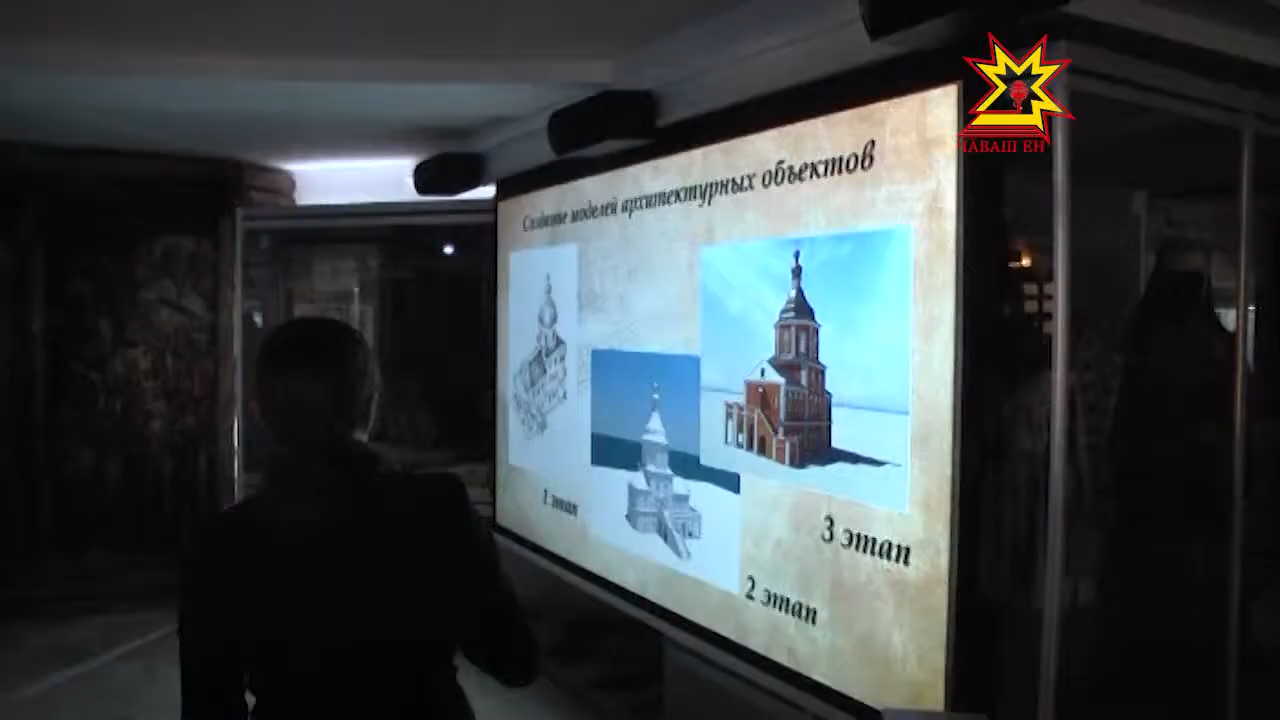 ЧАВАШ ЕН
Создание моделей архитектурных объектов
1 этап
3 этап
2 этап